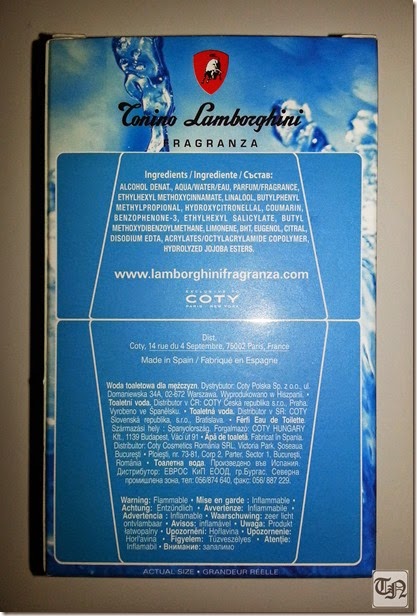 Tonino Lamborghini
FRAGRANZA
Ingredients / Ingrediente / Състав:
ALCOHOL DENAT., AQUA/WATER/EAU, PARFUM/FRAGRANCE,
ETHYLHEXYL METHOXYCINNAMATE, LINALOOL, BUTYLPHENYL
METHYLPROPIONAL, HYDROXYCITRONELLAL, COUMARIN,
BENZOPHENONE-3, ETHYLHEXYL SALICYLATE, BUTYL
METHOXYDIBENZOYLMETHANE, LIMONENE, BHT, EUGENOL, CITRAL,
DISODIUM EDTA, ACRYLATES/OCTYLACRYLAMIDE COPOLYMER,
HYDROLYZED JOJOBA ESTERS.
www.lamborghinifragranza.com
COTY
PARIS · NEW YORK
Dist.
Coty, 14 rue du 4 Septembre, 75002 Paris, France
Made in Spain / Fabriqué en Espagne
Woda toaletowa dla mężczyzn. Dystrybutor: Coty Polska Sp. z o.o., ul.
Domaniewska 34A, 02-672 Warszawa. Wyprodukowano w Hiszpanii. •
Toaletní voda. Distributor v ČR: COTY Česká republika s.r.o., Praha.
Vyrobeno ve Španělsku. • Toaletná voda. Distribútor v SR: COTY
Slovenská republika, s.r.o., Bratislava. • Férfi Eau de Toilette.
Származási hely : Spanyolország. Forgalmazó: COTY HUNGARY
Kft., 1139 Budapest, Váci út 91 • Apă de toaletă. Fabricat în Spania.
Distribuitor: Coty Cosmetics România SRL, Victoria Park, Soseaua
Bucureşti • Ploieşti, nr. 73-81, Corp 2, Parter. Sector 1, Bucureşti,
România • Тоалетна вода. Произведено във Испания.
Дистрибутор: ЕВРОС КиП ЕООД, гр.Бургас. Северна
промишлена зона, тел: 056/874 640, факс: 056/ 887 229.
Warning: Flammable • Mise en garde : Inflammable •
Achtung: Entzündlich • Avvertenze: Infiammabile •
Advertencia : Inflamable • Waarschuwing: zeer licht
ontvlambaar • Avisos: inflamável • Uwaga: Produkt
łatwopalny • Upozornění: Hořlavina • Upozornenie:
Horľavina • Figyelem: Tűzveszélyes • Atenţie:
Inflamabil • Внимание: запалимо
ACTUAL SIZE • GRANDEUR RÉELLE
TN